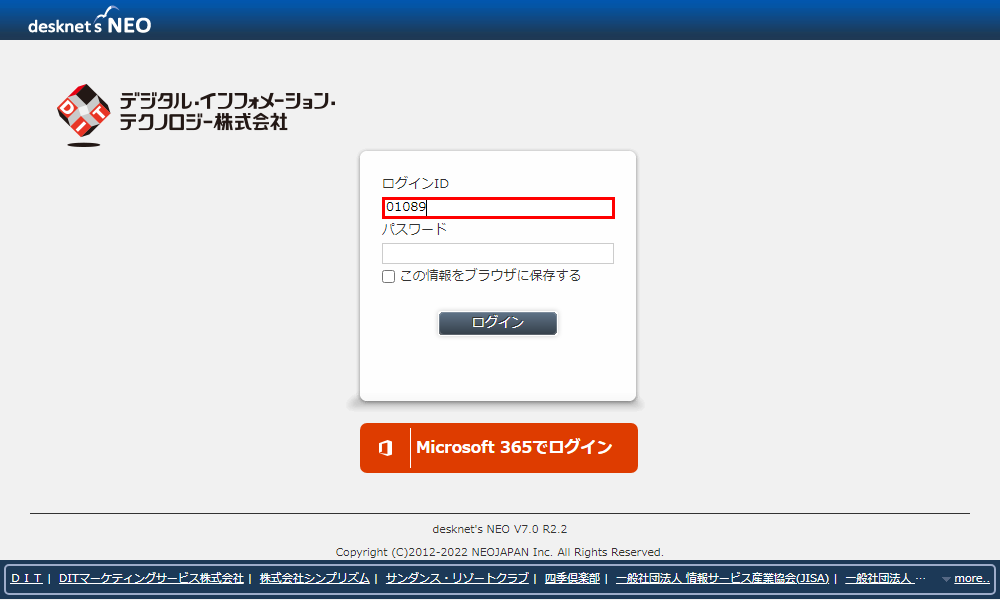 desknet's NEO
DIT
デジタル・インフォメーション・
テクノロジー株式会社
ログインID
01089
パスワード
この情報をブラウザに保存する
ログイン
Microsoft 365でログイン
desknet's NEO V7.0 R2.2
Copyright (C)2012-2022 NEOJAPAN Inc. All Rights Reserved.
ＤＩＴ | DITマーケティングサービス株式会社 | 株式会社シンプリズム | サンダンス・リゾートクラブ | 四季倶楽部 | 一般社団法人 情報サービス産業協会(JISA) | 一般社団法人 … more..